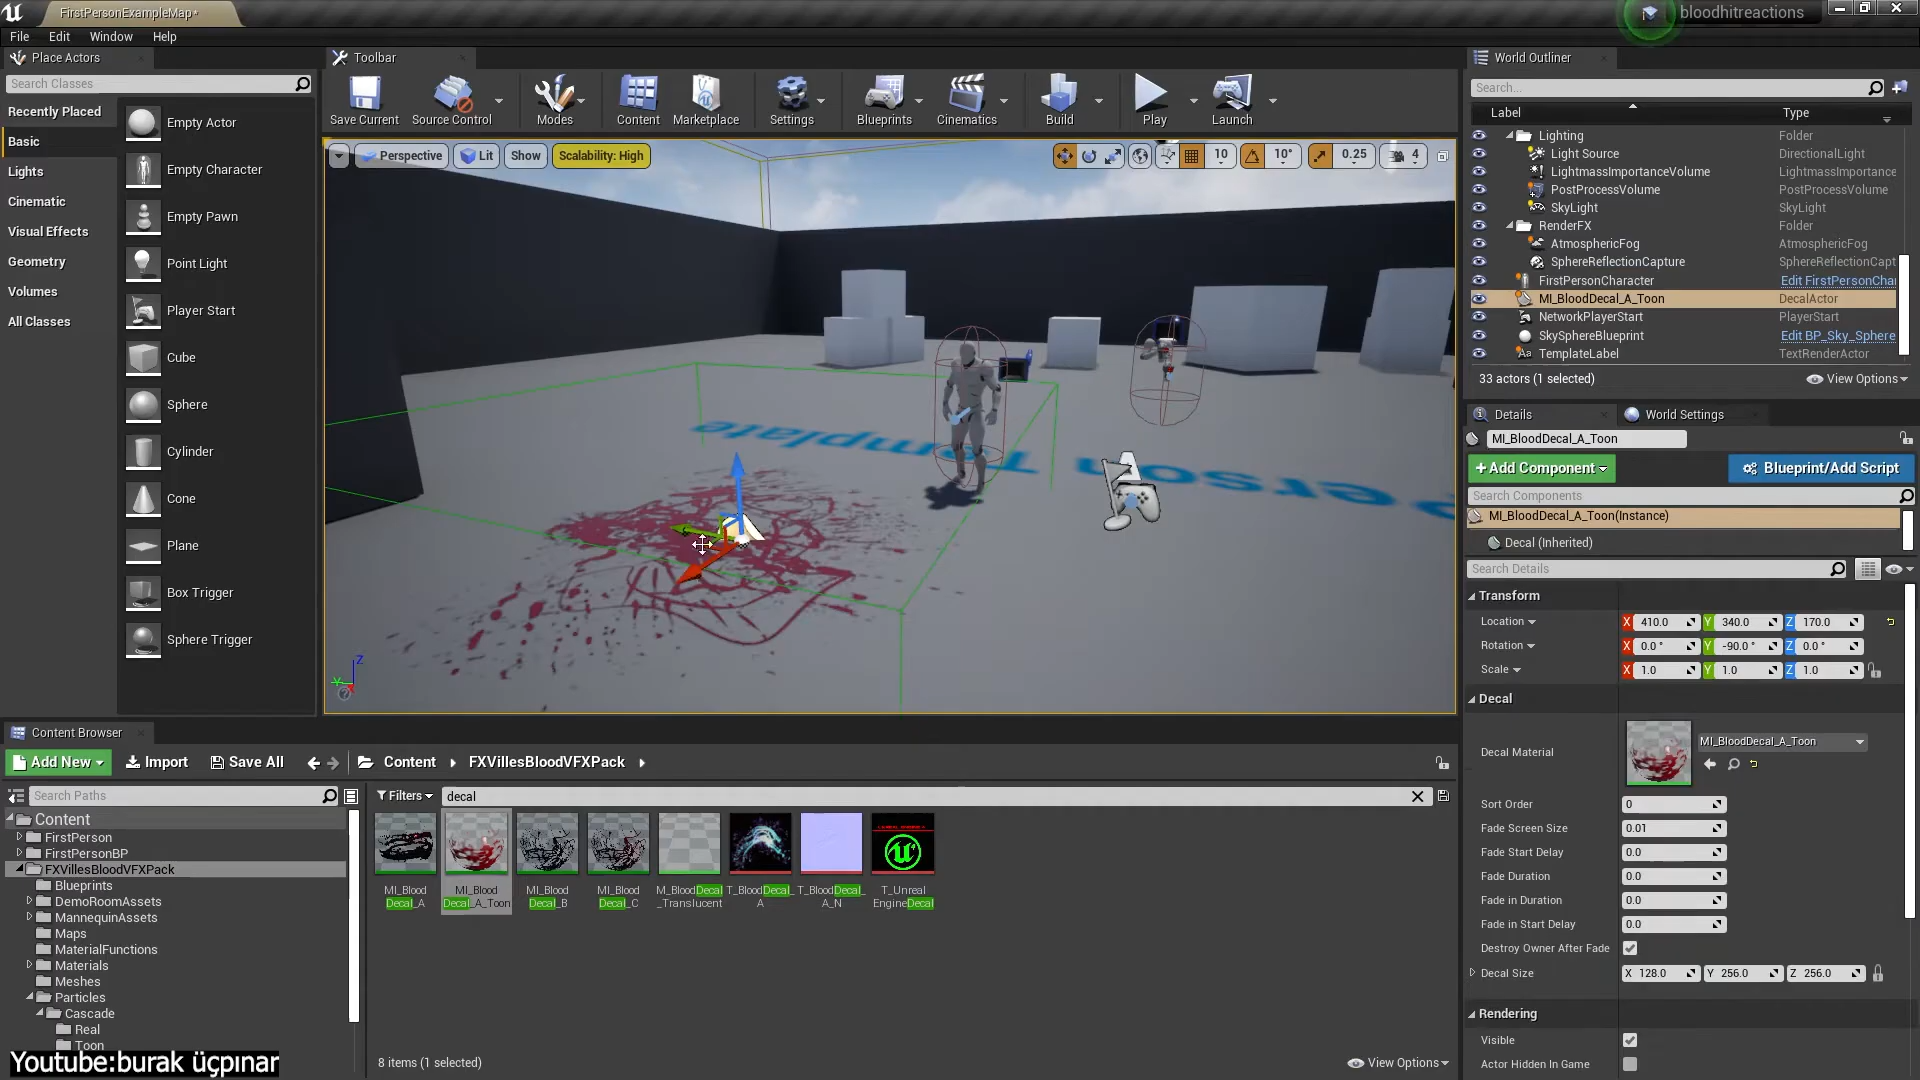 FirstPersonExampleMap*
bloodhitreactions
File Edit Window Help
Place Actors
Search Classes
Recently Placed
Basic
Lights
Cinematic
Visual Effects
Geometry
Volumes
All Classes
Empty Actor
Empty Character
Empty Pawn
Point Light
Player Start
Cube
Sphere
Cylinder
Cone
Plane
Box Trigger
Sphere Trigger
Toolbar
Save Current Source Control Modes Content Marketplace Settings Blueprints Cinematics Build Play Launch
Perspective Lit Show Scalability: High 10 10° 0.25 4
Person Template
World Outliner
Search...
Label Type
Lighting Folder
Light Source DirectionalLight
LightmassImportanceVolume LightmassImportance
PostProcessVolume PostProcessVolume
SkyLight SkyLight
RenderFX Folder
AtmosphericFog AtmosphericFog
SphereReflectionCapture SphereReflectionCapt
FirstPersonCharacter Edit FirstPersonCha
MI_BloodDecal_A_Toon DecalActor
NetworkPlayerStart PlayerStart
SkySphereBlueprint Edit BP_Sky_Sphere
TemplateLabel TextRenderActor
33 actors (1 selected) View Options
Details World Settings
MI_BloodDecal_A_Toon
+Add Component Blueprint/Add Script
Search Components
MI_BloodDecal_A_Toon(Instance)
Decal (Inherited)
Search Details
Transform
Location X 410.0 Y 340.0 Z 170.0
Rotation X 0.0 ° Y -90.0 ° Z 0.0 °
Scale X 1.0 Y 1.0 Z 1.0
Decal
Decal Material MI_BloodDecal_A_Toon
Sort Order 0
Fade Screen Size 0.01
Fade Start Delay 0.0
Fade Duration 0.0
Fade in Duration 0.0
Fade in Start Delay 0.0
Destroy Owner After Fade
Decal Size X 128.0 Y 256.0 Z 256.0
Rendering
Visible
Actor Hidden In Game
Content Browser
Add New Import Save All Content FXVillesBloodVFXPack
Search Paths
Filters decal
Content
FirstPerson
FirstPersonBP
FXVillesBloodVFXPack
Blueprints
DemoRoomAssets
MannequinAssets
Maps
MaterialFunctions
Materials
Meshes
Particles
Cascade
Real
Toon
MI_Blood
Decal_A
MI_Blood
Decal_A_Toon
MI_Blood
Decal_B
MI_Blood
Decal_C
M_BloodDecal
_Translucent
T_BloodDecal_
A
T_BloodDecal_
A_N
T_Unreal
EngineDecal
8 items (1 selected) View Options
Youtube:burak üçpınar